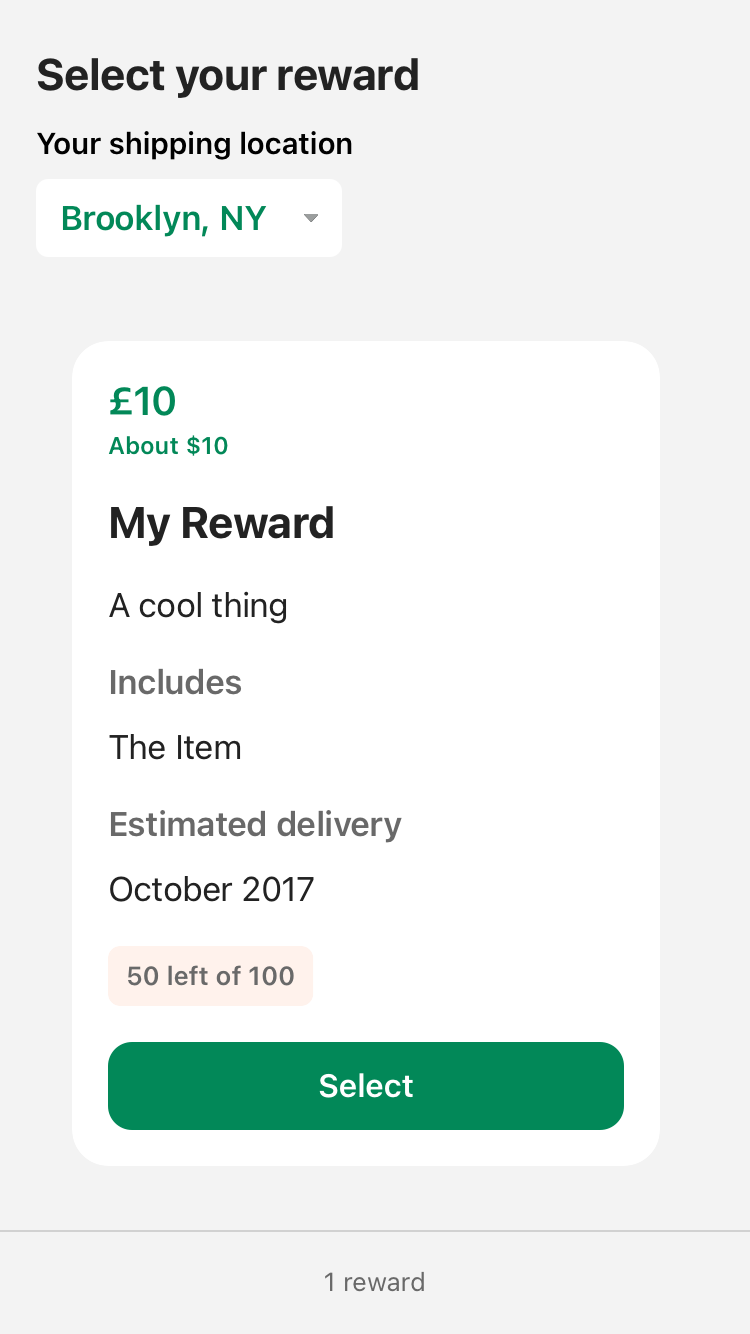 Select your reward
Your shipping location
Brooklyn, NY
£10
About $10
My Reward
A cool thing
Includes
The Item
Estimated delivery
October 2017
50 left of 100
Select
1 reward